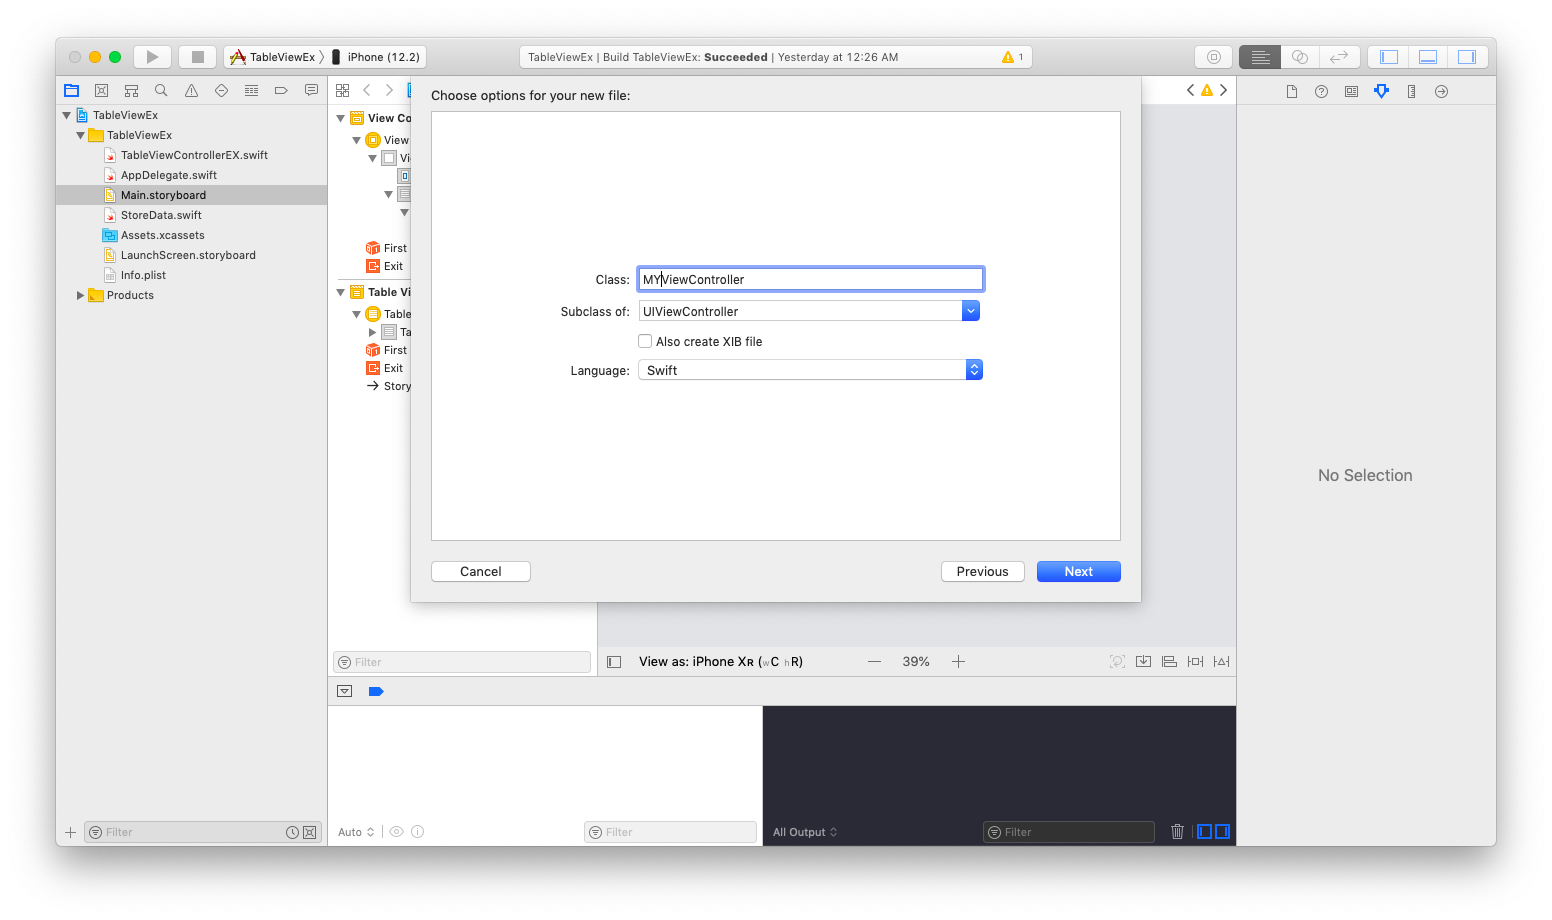 TableViewEx
iPhone (12.2)
TableViewEx | Build TableViewEx: Succeeded | Yesterday at 12:26 AM
1
TableViewEx
TableViewEx
TableViewControllerEX.swift
AppDelegate.swift
Main.storyboard
StoreData.swift
Assets.xcassets
LaunchScreen.storyboard
Info.plist
Products
Filter
View Co
View
Vi
First
Exit
Table Vi
Table
Ta
First
Exit
Story
Filter
Choose options for your new file:
Class: MYViewController
Subclass of: UIViewController
Also create XIB file
Language: Swift
Cancel
Previous
Next
View as: iPhone XR (wC hR)
39%
No Selection
Auto
Filter
All Output
Filter